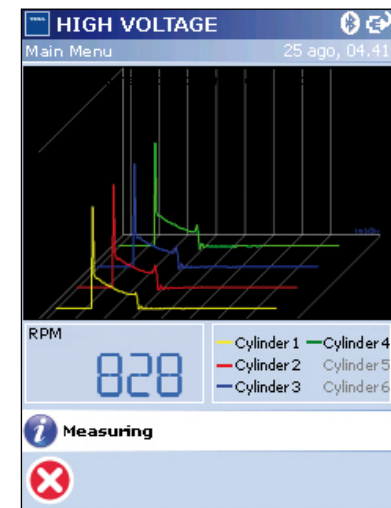 TEXA
HIGH VOLTAGE
Main Menu 25 ago, 04.41
RPM
828
Cylinder 1 Cylinder 4
Cylinder 2 Cylinder 5
Cylinder 3 Cylinder 6
Measuring